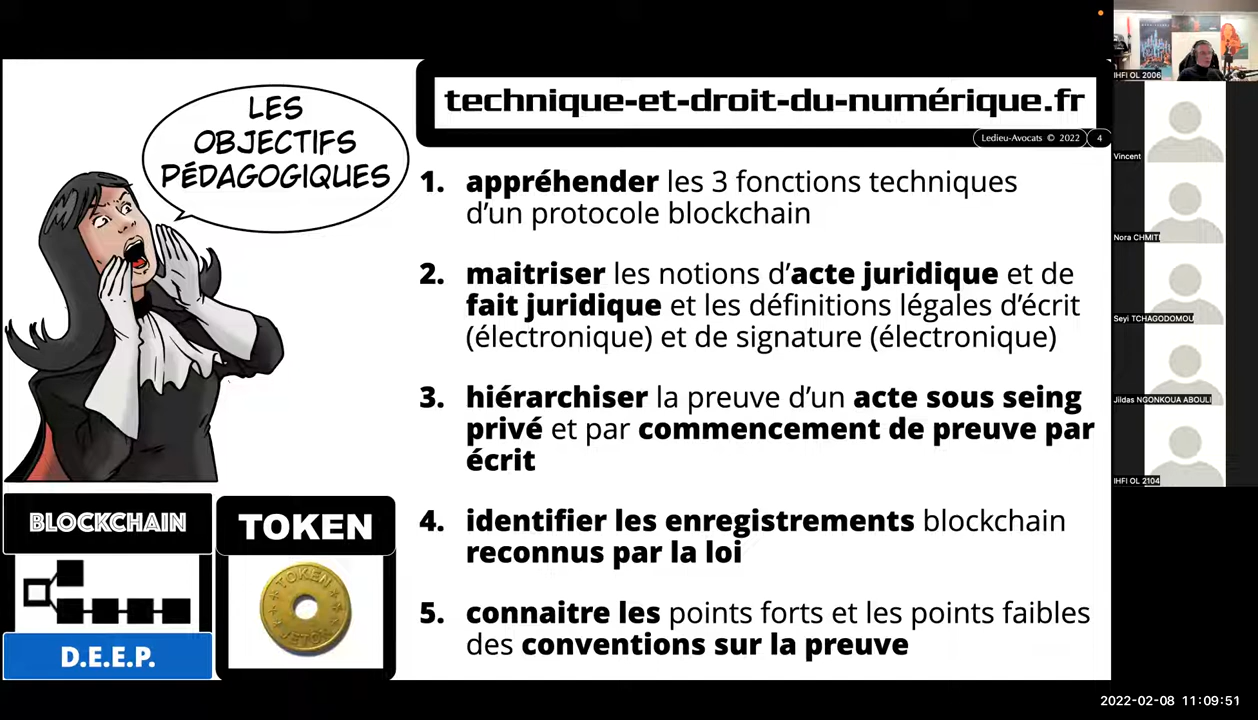 LES
OBJECTIFS
PÉDAGOGIQUES
technique-et-droit-du-numérique.fr
Ledieu-Avocats © 2022 4
1. appréhender les 3 fonctions techniques
d’un protocole blockchain
2. maitriser les notions d’acte juridique et de
fait juridique et les définitions légales d’écrit
(électronique) et de signature (électronique)
3. hiérarchiser la preuve d’un acte sous seing
privé et par commencement de preuve par
écrit
4. identifier les enregistrements blockchain
reconnus par la loi
5. connaitre les points forts et les points faibles
des conventions sur la preuve
BLOCKCHAIN
D.E.E.P.
TOKEN
TOKEN
JETON
IHFI OL 2006
Vincent
Nora CHMITI
Seyi TCHAGODOMOU
Jildas NGONKOUA ABOULI
IHFI OL 2104
2022-02-08 11:09:51